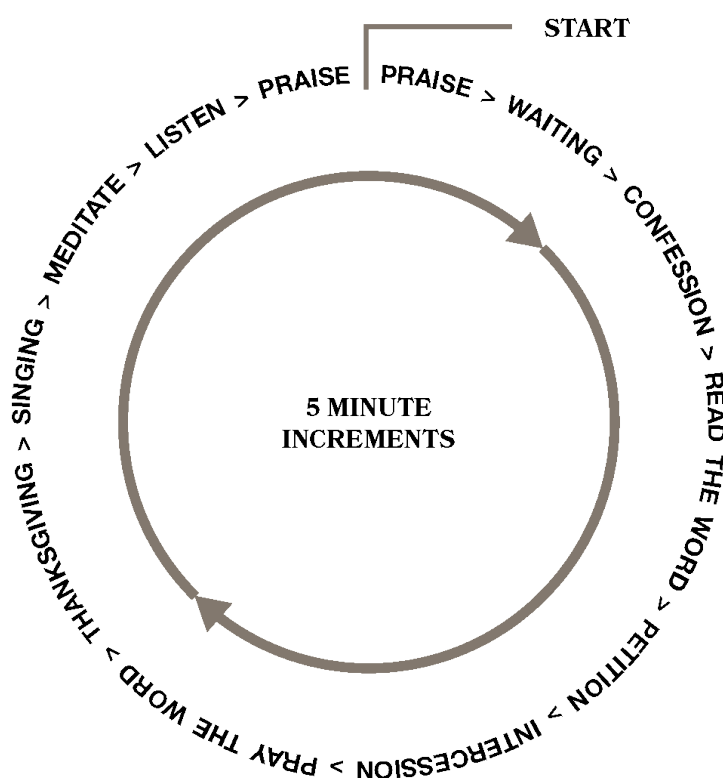 START
PRAISE > WAITING > CONFESSION > READ THE WORD > PETITION > INTERCESSION > PRAY THE WORD > THANKSGIVING > SINGING > MEDITATE > LISTEN > PRAISE
5 MINUTE
INCREMENTS